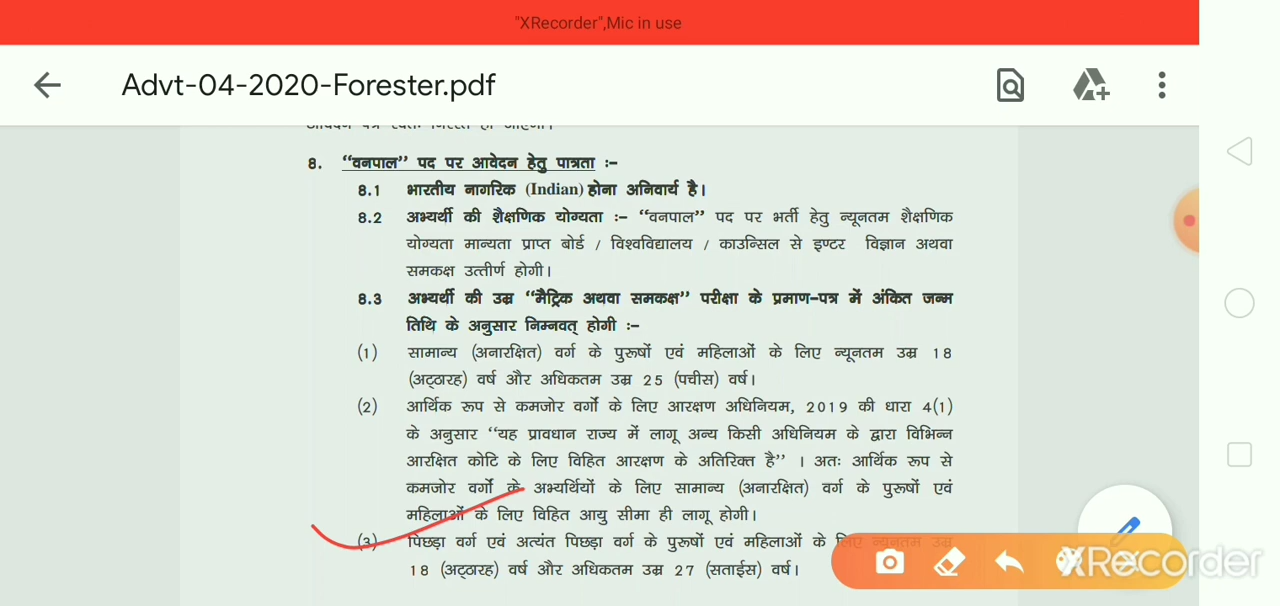 "XRecorder",Mic in use
Advt-04-2020-Forester.pdf
8. “वनपाल” पद पर आवेदन हेतु पात्रता :–
8.1 भारतीय नागरिक (Indian) होना अनिवार्य है।
8.2 अभ्यर्थी की शैक्षणिक योग्यता :– “वनपाल” पद पर भर्ती हेतु न्यूनतम शैक्षणिक
योग्यता मान्यता प्राप्त बोर्ड / विश्वविद्यालय / काउन्सिल से इण्टर विज्ञान अथवा
समकक्ष उत्तीर्ण होगी।
8.3 अभ्यर्थी की उम्र “मैट्रिक अथवा समकक्ष” परीक्षा के प्रमाण-पत्र में अंकित जन्म
तिथि के अनुसार निम्नवत् होगी :–
(1) सामान्य (अनारक्षित) वर्ग के पुरूषों एवं महिलाओं के लिए न्यूनतम उम्र 18
(अट्ठारह) वर्ष और अधिकतम उम्र 25 (पचीस) वर्ष।
(2) आर्थिक रूप से कमजोर वर्गों के लिए आरक्षण अधिनियम, 2019 की धारा 4(1)
के अनुसार “यह प्रावधान राज्य में लागू अन्य किसी अधिनियम के द्वारा विभिन्न
आरक्षित कोटि के लिए विहित आरक्षण के अतिरिक्त है” । अतः आर्थिक रूप से
कमजोर वर्गों के अभ्यर्थियों के लिए सामान्य (अनारक्षित) वर्ग के पुरूषों एवं
महिलाओं के लिए विहित आयु सीमा ही लागू होगी।
(3) पिछड़ा वर्ग एवं अत्यंत पिछड़ा वर्ग के पुरूषों एवं महिलाओं के लिए न्यूनतम उम्र
18 (अट्ठारह) वर्ष और अधिकतम उम्र 27 (सताईस) वर्ष।
XRecorder